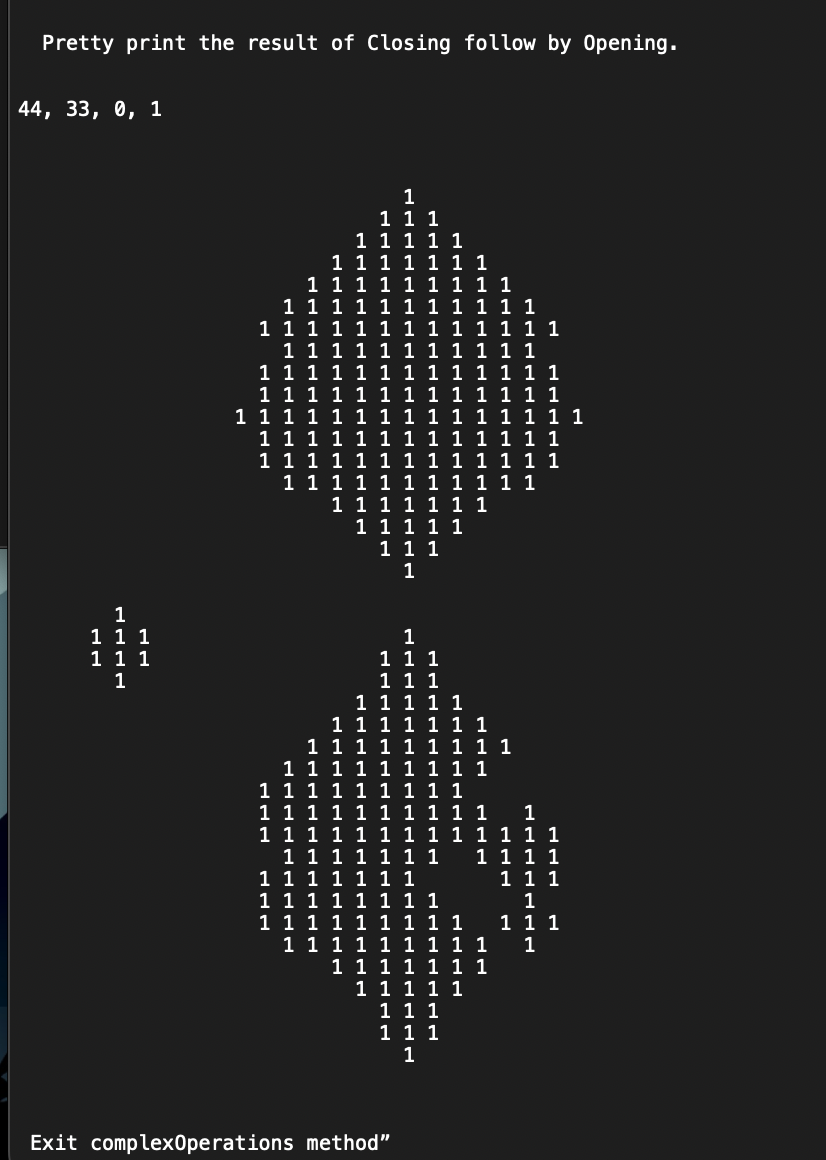 Pretty print the result of Closing follow by Opening.
44, 33, 0, 1
1
1 1 1
1 1 1 1 1
1 1 1 1 1 1 1
1 1 1 1 1 1 1 1 1
1 1 1 1 1 1 1 1 1 1 1
1 1 1 1 1 1 1 1 1 1 1 1 1
1 1 1 1 1 1 1 1 1 1 1
1 1 1 1 1 1 1 1 1 1 1 1 1
1 1 1 1 1 1 1 1 1 1 1 1 1
1 1 1 1 1 1 1 1 1 1 1 1 1 1 1
1 1 1 1 1 1 1 1 1 1 1 1 1
1 1 1 1 1 1 1 1 1 1 1 1 1
1 1 1 1 1 1 1 1 1 1 1
1 1 1 1 1 1 1
1 1 1 1 1
1 1 1
1
1
1 1 1 1
1 1 1 1 1 1
1 1 1 1
1 1 1 1 1
1 1 1 1 1 1 1
1 1 1 1 1 1 1 1 1
1 1 1 1 1 1 1 1 1
1 1 1 1 1 1 1 1 1
1 1 1 1 1 1 1 1 1 1 1
1 1 1 1 1 1 1 1 1 1 1 1 1
1 1 1 1 1 1 1 1 1 1 1
1 1 1 1 1 1 1 1 1 1
1 1 1 1 1 1 1 1 1
1 1 1 1 1 1 1 1 1 1 1 1
1 1 1 1 1 1 1 1 1 1
1 1 1 1 1 1 1
1 1 1 1 1
1 1 1
1 1 1
1
Exit complexOperations method”